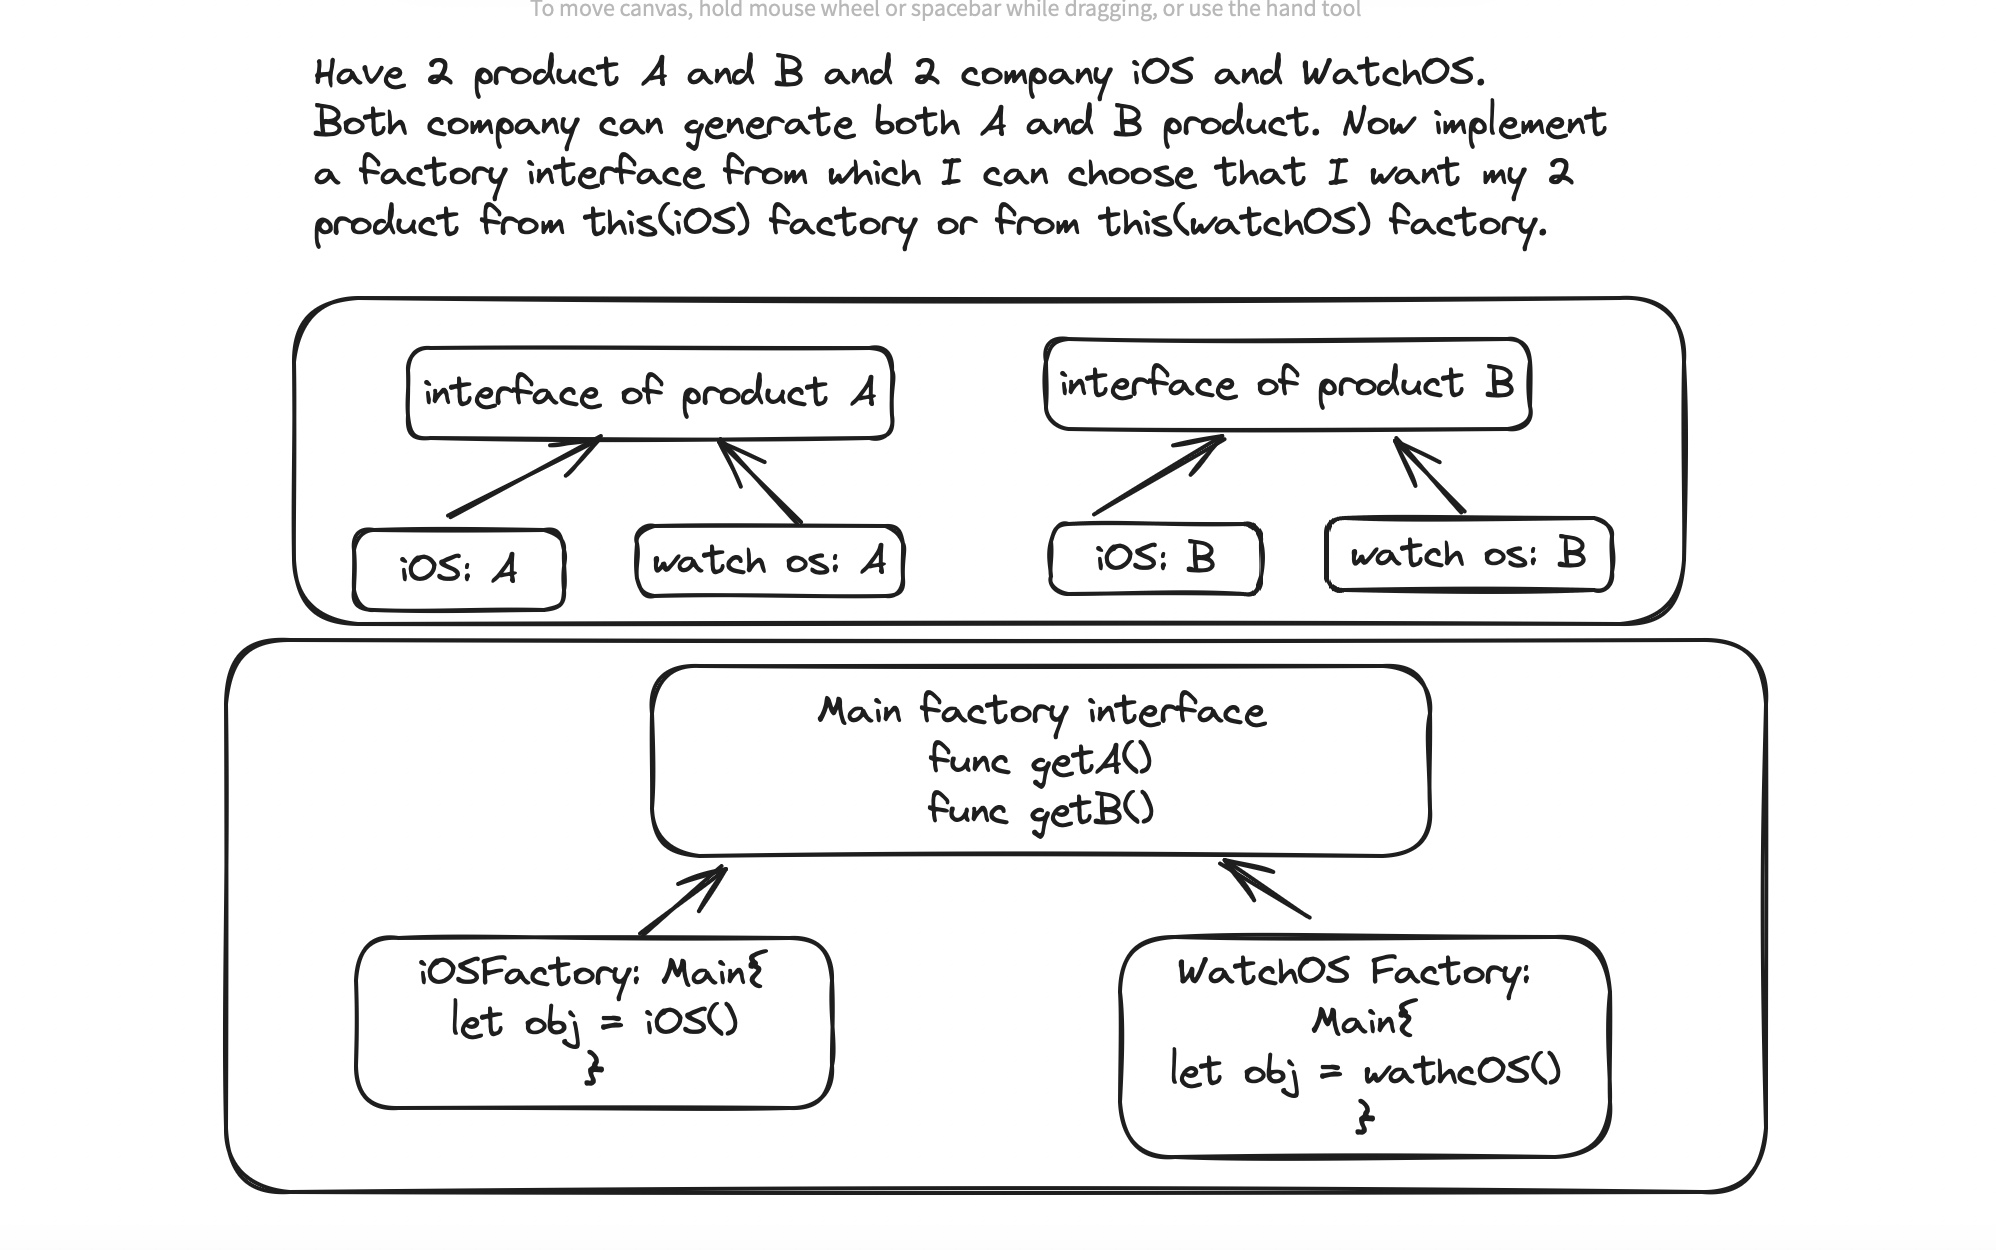 To move canvas, hold mouse wheel or spacebar while dragging, or use the hand tool
Have 2 product A and B and 2 company iOS and WatchOS.
Both company can generate both A and B product. Now implement
a factory interface from which I can choose that I want my 2
product from this(iOS) factory or from this(watchOS) factory.
interface of product A
interface of product B
iOS: A
watch os: A
iOS: B
watch os: B
Main factory interface
func getA()
func getB()
iOSFactory: Main{
let obj = iOS()
}
WatchOS Factory:
Main{
let obj = wathcOS()
}